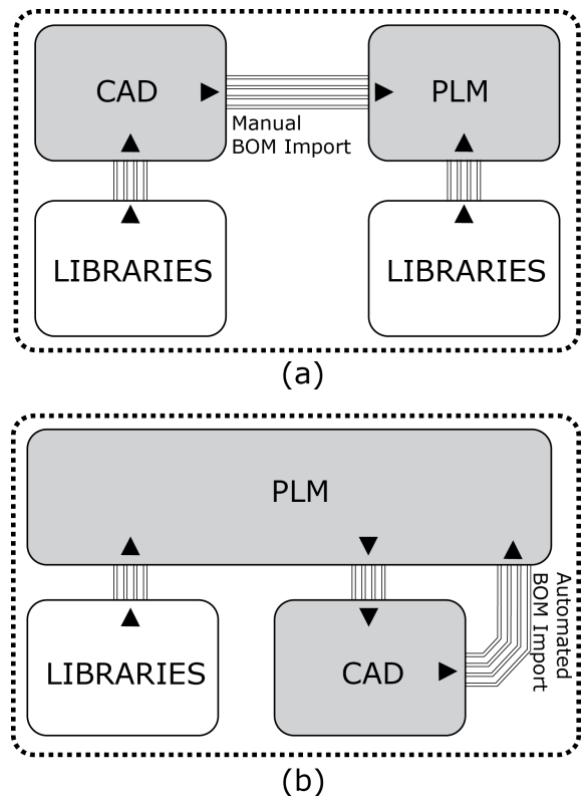 CAD
PLM
Manual
BOM Import
LIBRARIES
LIBRARIES
(a)
PLM
Automated
BOM Import
LIBRARIES
CAD
(b)